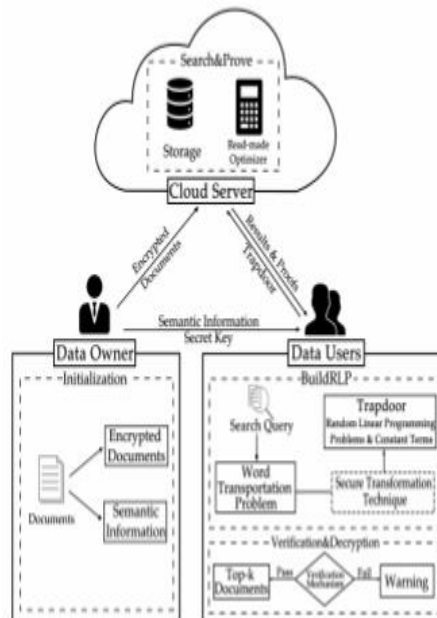 Search&Prove
Storage
Read-made
Optimizer
Cloud Server
Encrypted
Documents
Results & Proofs
Trapdoor
Semantic Information
Secret Key
Data Owner
Data Users
Initialization
BuildRLP
Documents
Encrypted
Documents
Semantic
Information
Search Query
Word
Transportation
Problem
Trapdoor
Random Linear Programming
Problems & Constant Terms
Secure Transformation
Technique
Verification&Decryption
Top-k
Documents
Pass
Verification
Mechanism
Fail
Warning